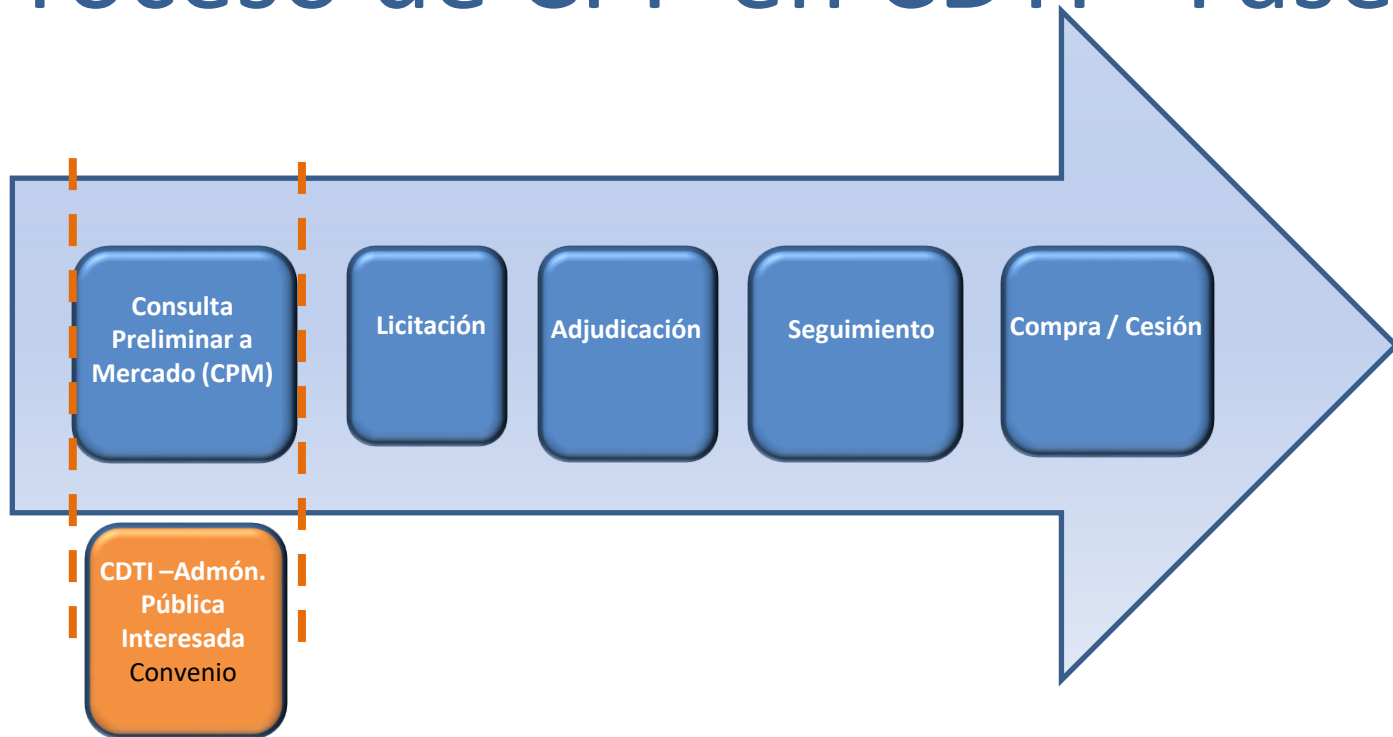 Consulta
Preliminar a
Mercado (CPM)
Licitación
Adjudicación
Seguimiento
Compra / Cesión
CDTI –Admón.
Pública
Interesada
Convenio